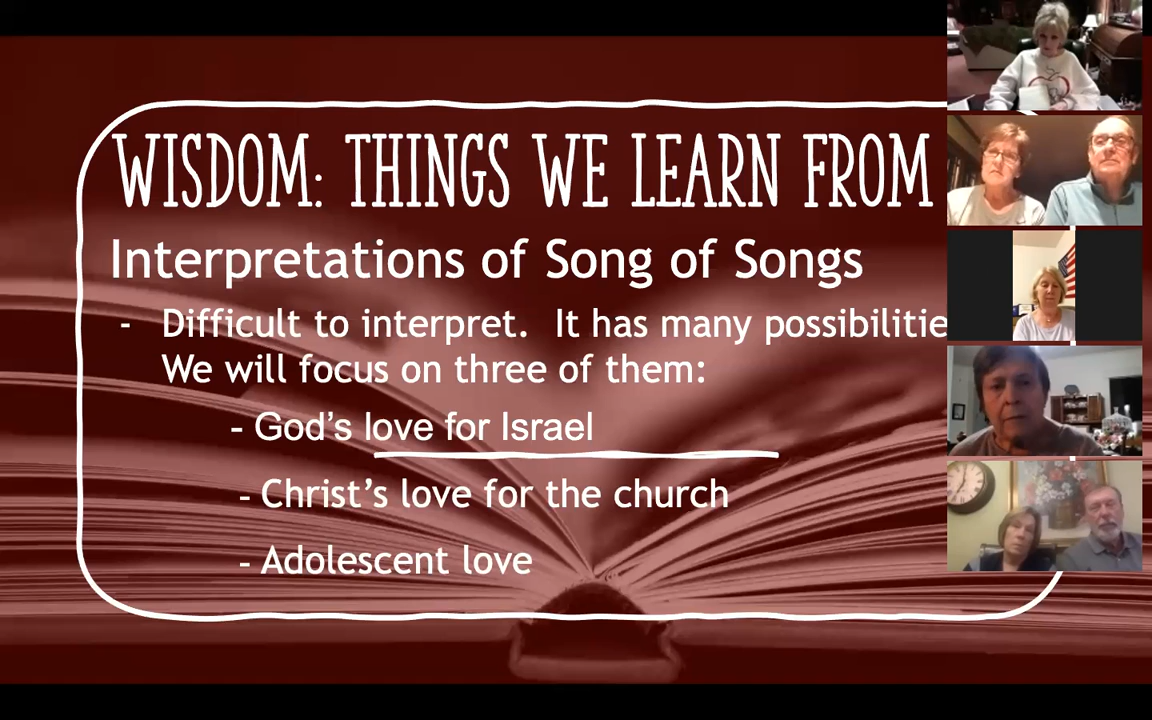 WISDOM: THINGS WE LEARN FROM
Interpretations of Song of Songs
- Difficult to interpret. It has many possibilitie
We will focus on three of them:
- God's love for Israel
- Christ's love for the church
- Adolescent love